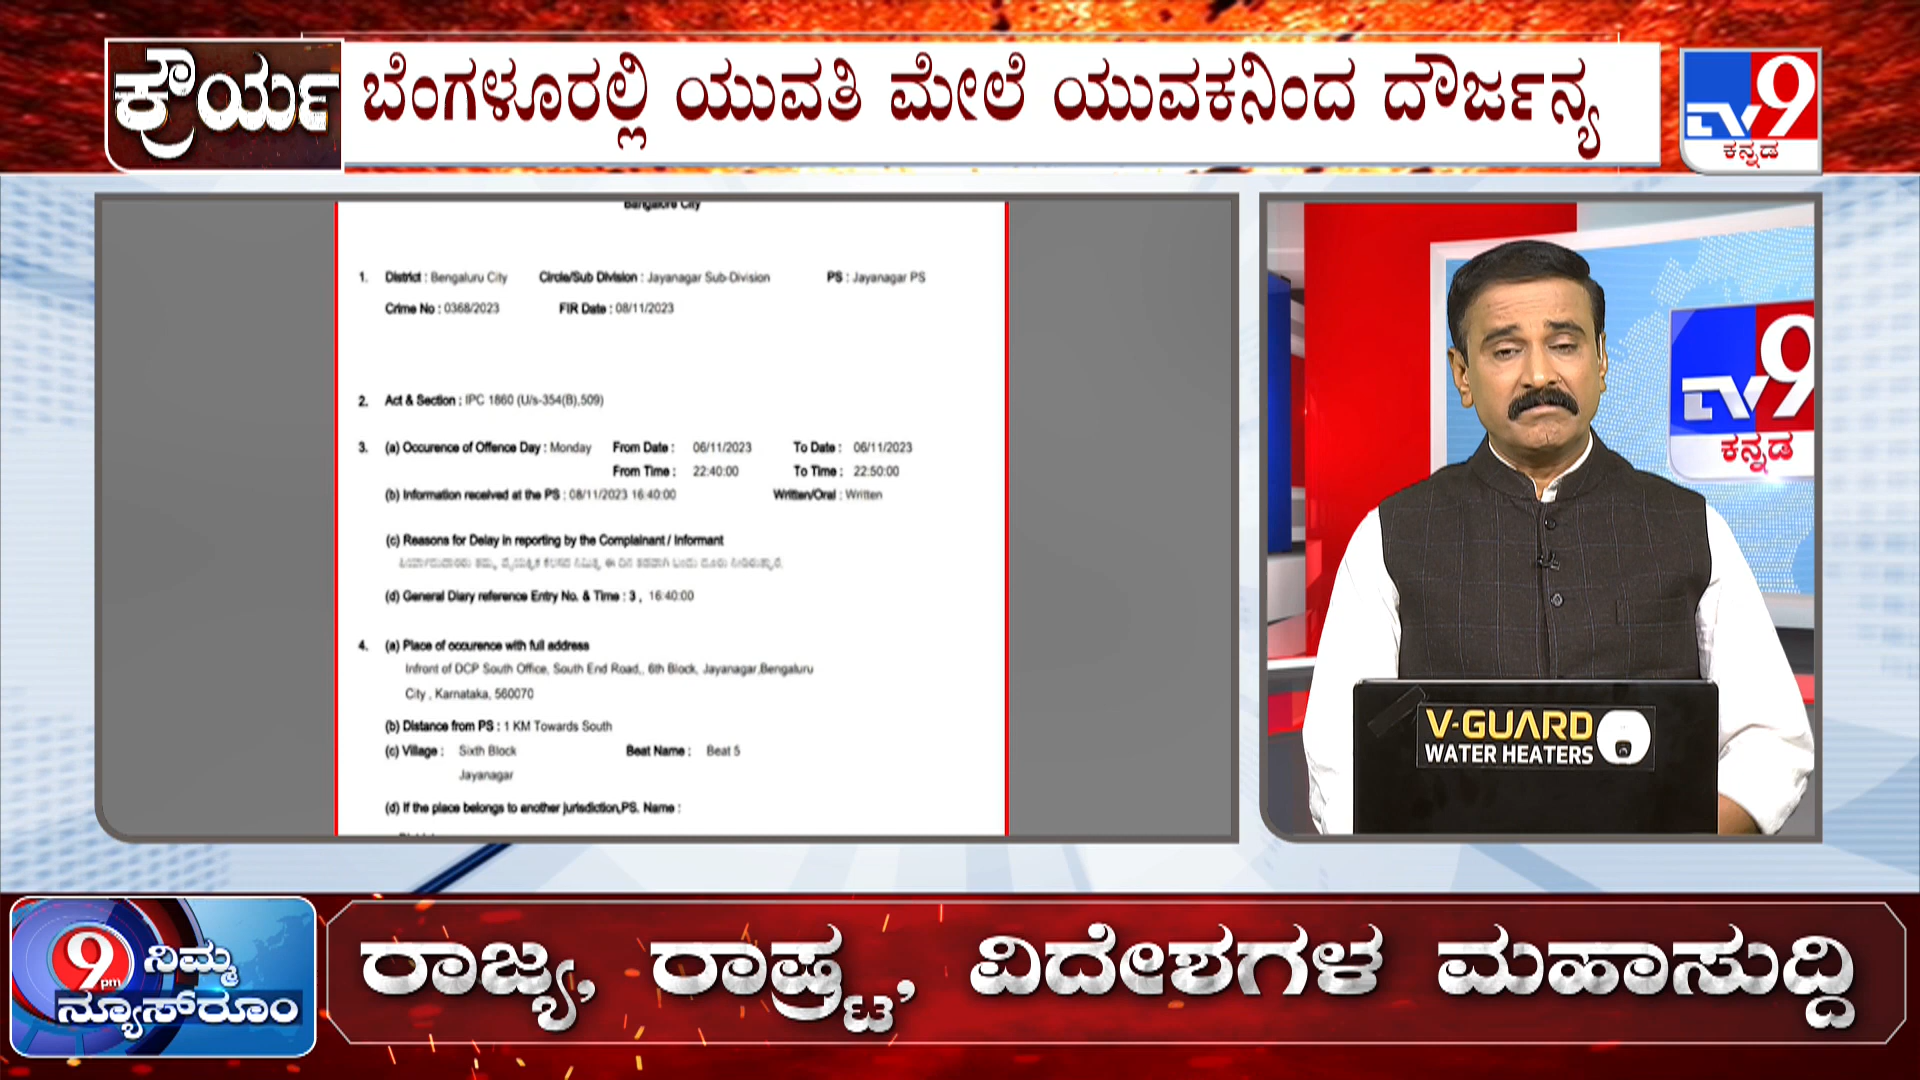 ಕ್ರೌರ್ಯ
ಬೆಂಗಳೂರಲ್ಲಿ ಯುವತಿ ಮೇಲೆ ಯುವಕನಿಂದ ದೌರ್ಜನ್ಯ
TV9
ಕನ್ನಡ
Bangalore City
1. District : Bengaluru City Circle/Sub Division : Jayanagar Sub-Division PS : Jayanagar PS
Crime No : 0368/2023 FIR Date : 08/11/2023
2. Act & Section : IPC 1860 (U/s-354(B),509)
3. (a) Occurence of Offence Day : Monday From Date : 06/11/2023 To Date : 06/11/2023
From Time : 22:40:00 To Time : 22:50:00
(b) Information received at the PS : 08/11/2023 16:40:00 Written/Oral : Written
(c) Reasons for Delay in reporting by the Complainant / Informant
(d) General Diary reference Entry No. & Time : 3 , 16:40:00
4. (a) Place of occurence with full address
Infront of DCP South Office, South End Road,, 6th Block, Jayanagar,Bengaluru
City , Karnataka, 560070
(b) Distance from PS : 1 KM Towards South
(c) Village : Sixth Block Beat Name : Beat 5
Jayanagar
(d) If the place belongs to another jurisdiction,PS. Name :
TV9
ಕನ್ನಡ
V-GUARD
WATER HEATERS
9 pm
ನಿಮ್ಮ
ನ್ಯೂಸ್‌ರೂಂ
ರಾಜ್ಯ, ರಾಷ್ಟ್ರ, ವಿದೇಶಗಳ ಮಹಾಸುದ್ದಿ